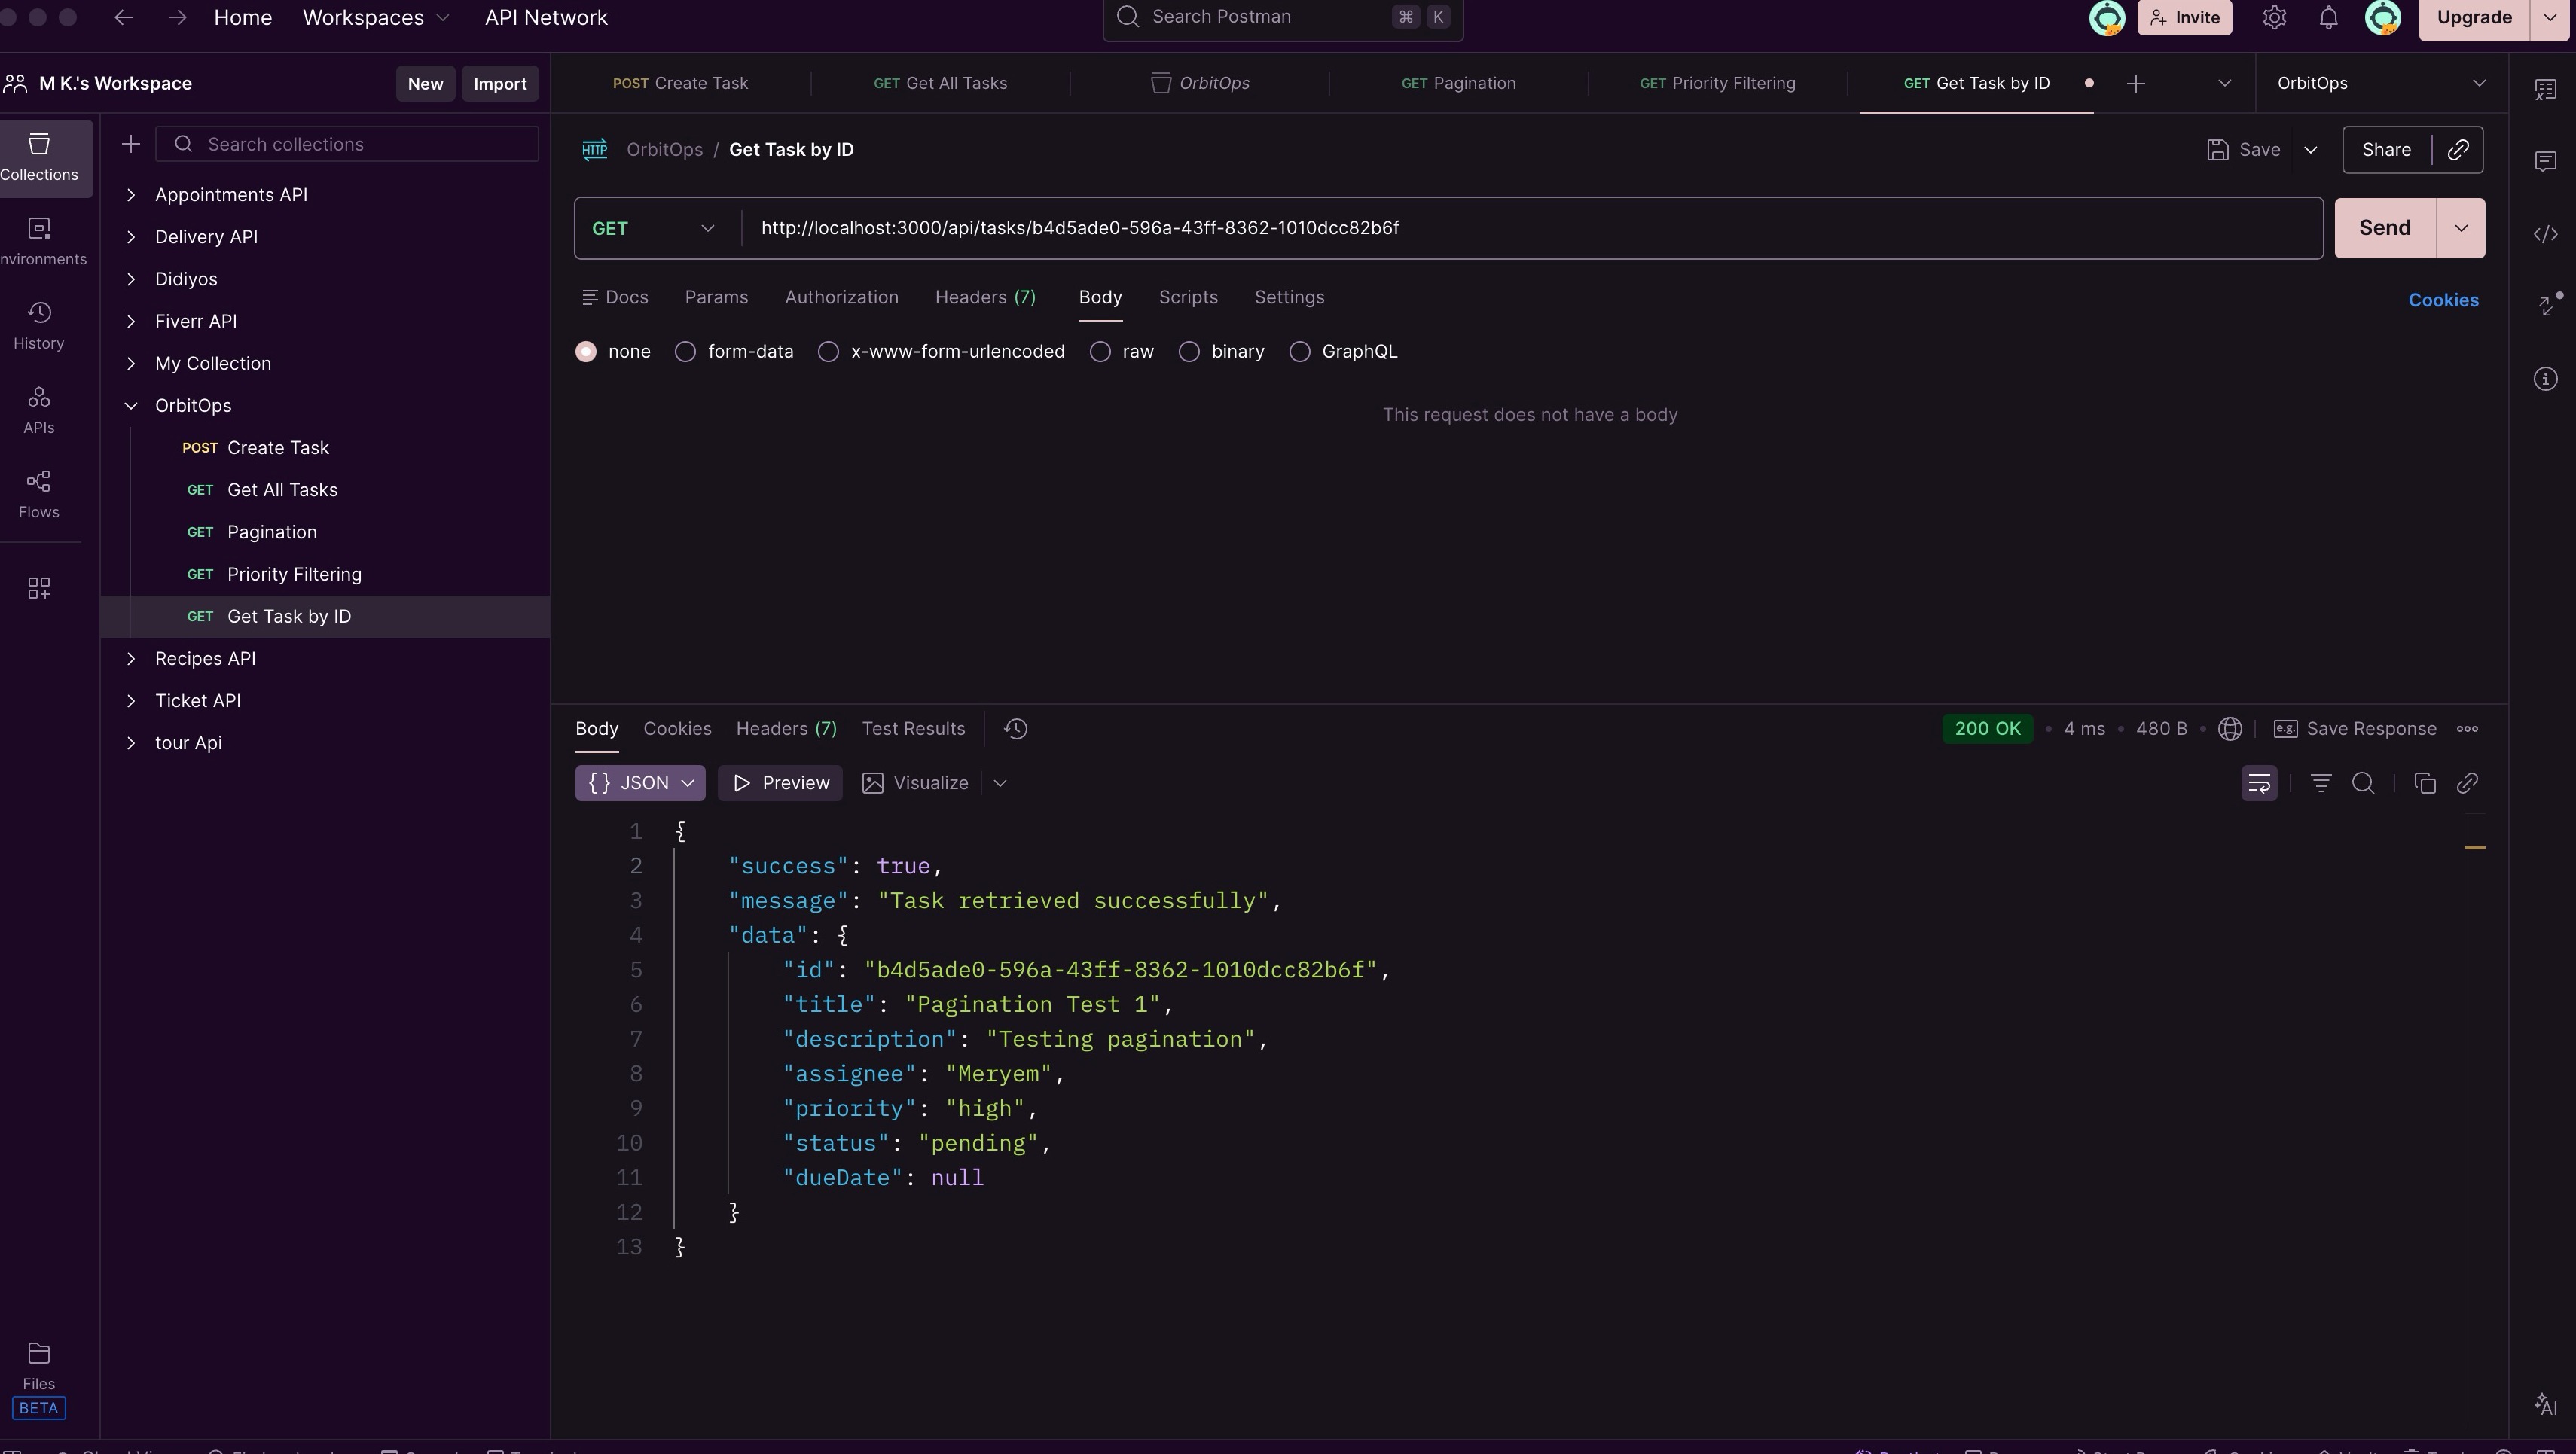 Home Workspaces API Network Search Postman ⌘ K Invite Upgrade
M K.'s Workspace New Import
POST Create Task GET Get All Tasks OrbitOps GET Pagination GET Priority Filtering GET Get Task by ID OrbitOps
Collections
nvironments
History
APIs
Flows
Files
BETA
Search collections
Appointments API
Delivery API
Didiyos
Fiverr API
My Collection
OrbitOps
POST Create Task
GET Get All Tasks
GET Pagination
GET Priority Filtering
GET Get Task by ID
Recipes API
Ticket API
tour Api
HTTP OrbitOps / Get Task by ID Save Share
GET http://localhost:3000/api/tasks/b4d5ade0-596a-43ff-8362-1010dcc82b6f Send
Docs Params Authorization Headers (7) Body Scripts Settings Cookies
none form-data x-www-form-urlencoded raw binary GraphQL
This request does not have a body
Body Cookies Headers (7) Test Results 200 OK • 4 ms • 480 B • e.g. Save Response
{} JSON Preview Visualize
1 {
2 "success": true,
3 "message": "Task retrieved successfully",
4 "data": {
5 "id": "b4d5ade0-596a-43ff-8362-1010dcc82b6f",
6 "title": "Pagination Test 1",
7 "description": "Testing pagination",
8 "assignee": "Meryem",
9 "priority": "high",
10 "status": "pending",
11 "dueDate": null
12 }
13 }
AI